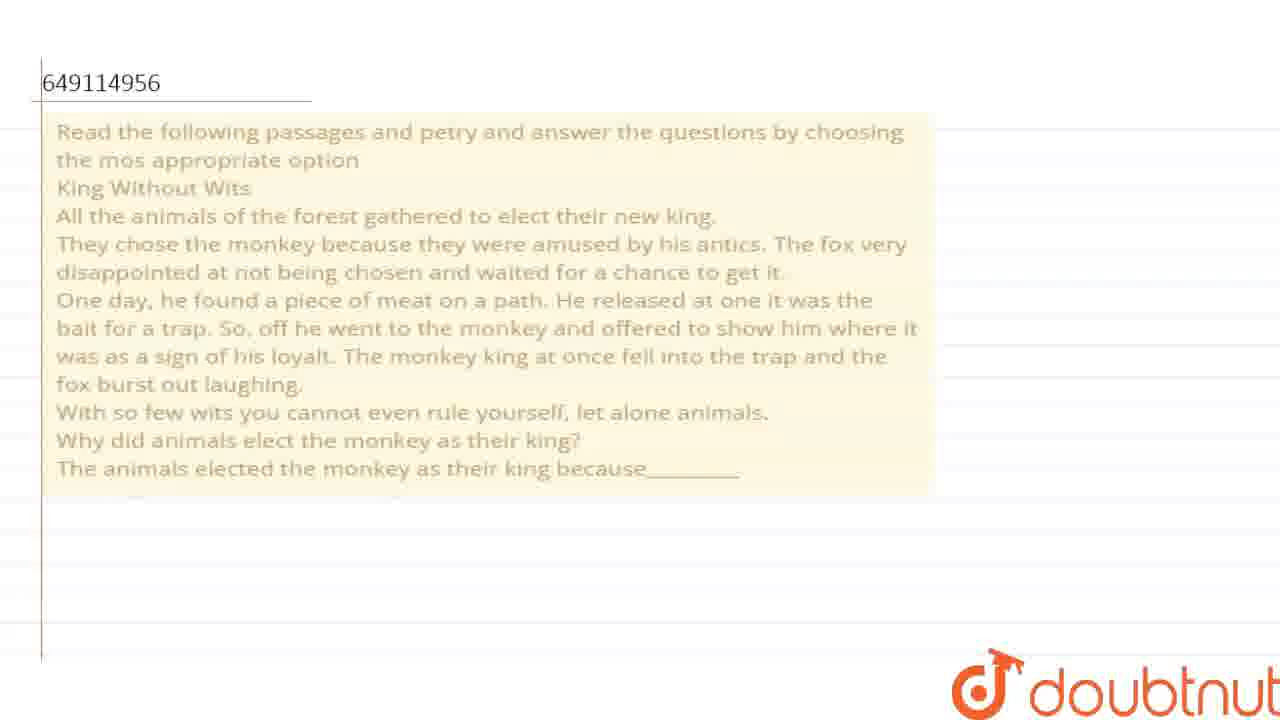 649114956
Read the following passages and petry and answer the questions by choosing
the mos appropriate option
King Without Wits
All the animals of the forest gathered to elect their new king.
They chose the monkey because they were amused by his antics. The fox very
disappointed at not being chosen and waited for a chance to get it.
One day, he found a piece of meat on a path. He released at one it was the
bait for a trap. So, off he went to the monkey and offered to show him where it
was as a sign of his loyalt. The monkey king at once fell into the trap and the
fox burst out laughing.
With so few wits you cannot even rule yourself, let alone animals.
Why did animals elect the monkey as their king?
The animals elected the monkey as their king because_________
doubtnut